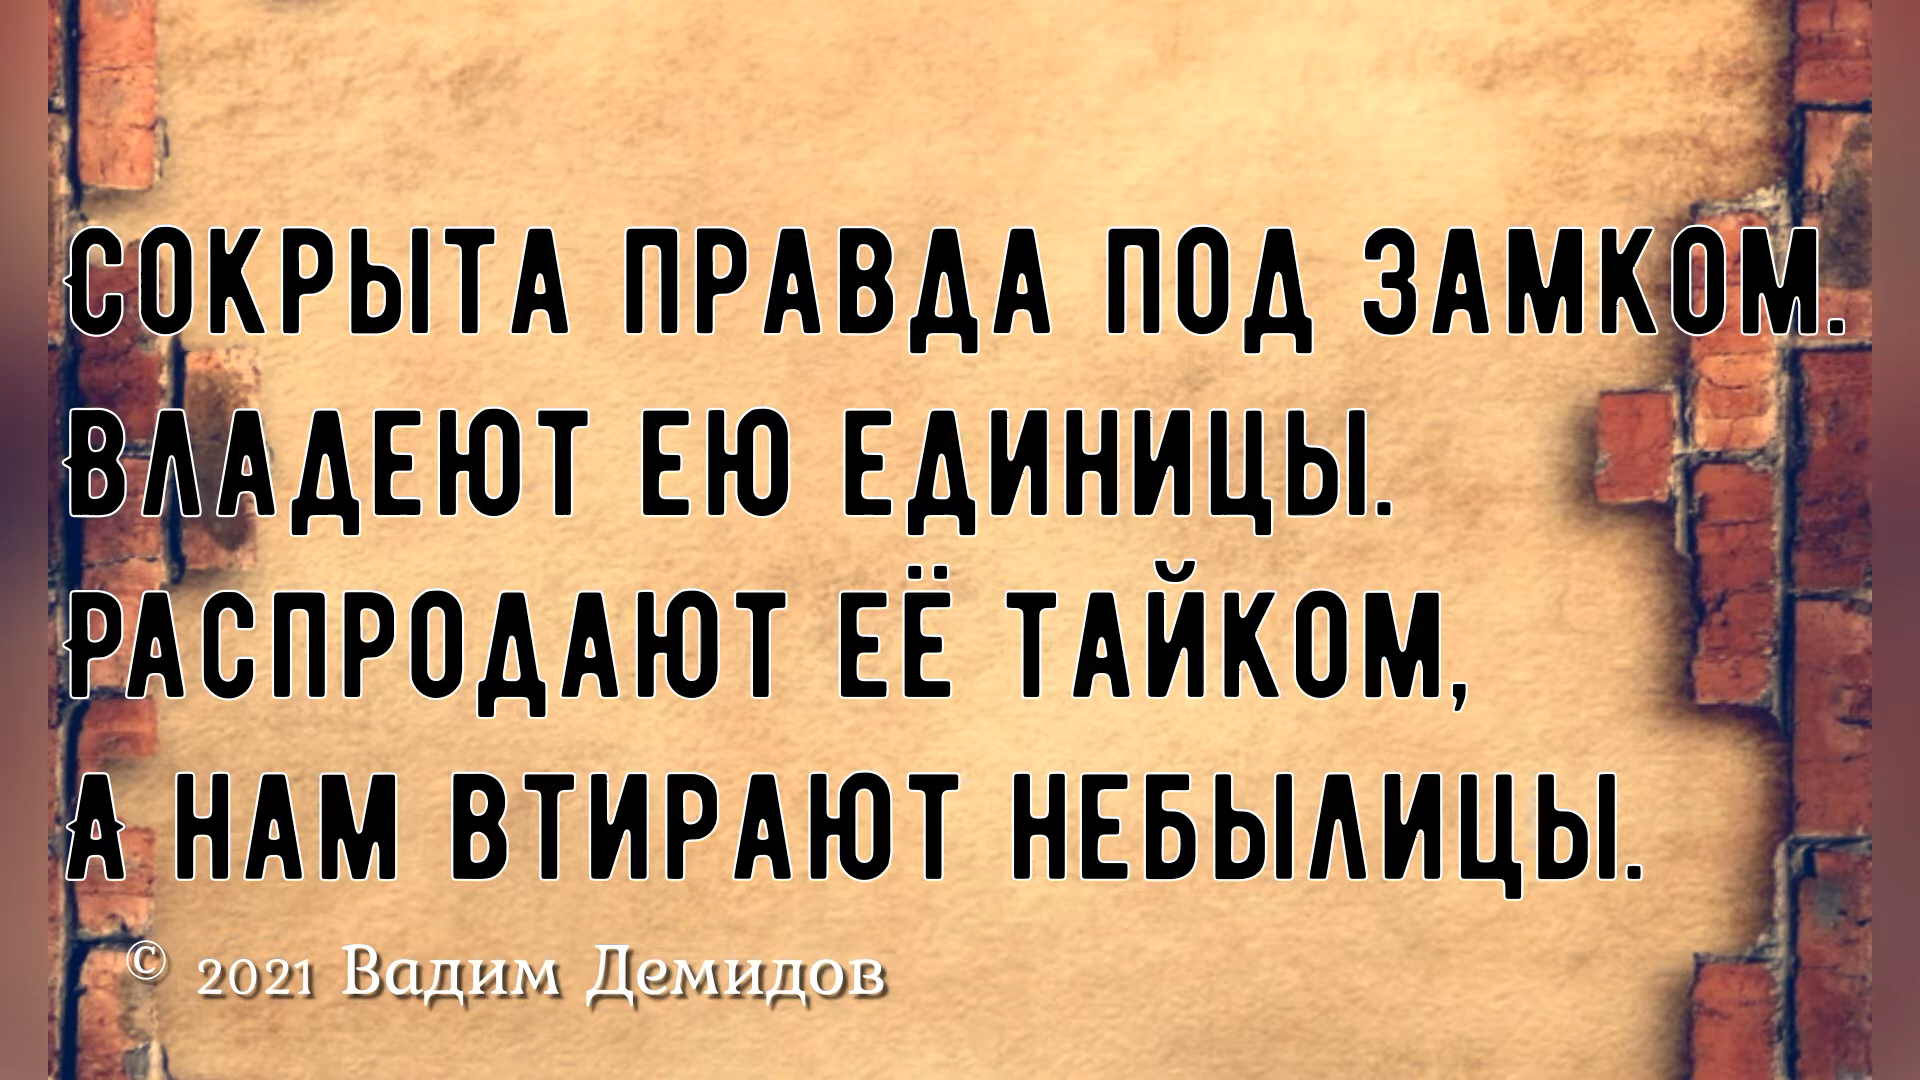 Сокрыта правда под замком.
Владеют ею единицы.
Распродают её тайком,
А нам втирают небылицы.
© 2021 Вадим Демидов